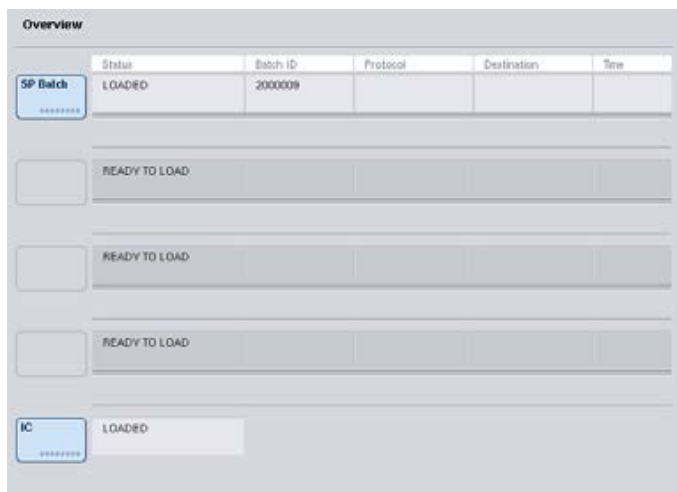 Overview
Status Batch ID Protocol Destination Time
SP Batch LOADED 2000009
READY TO LOAD
READY TO LOAD
READY TO LOAD
IC LOADED